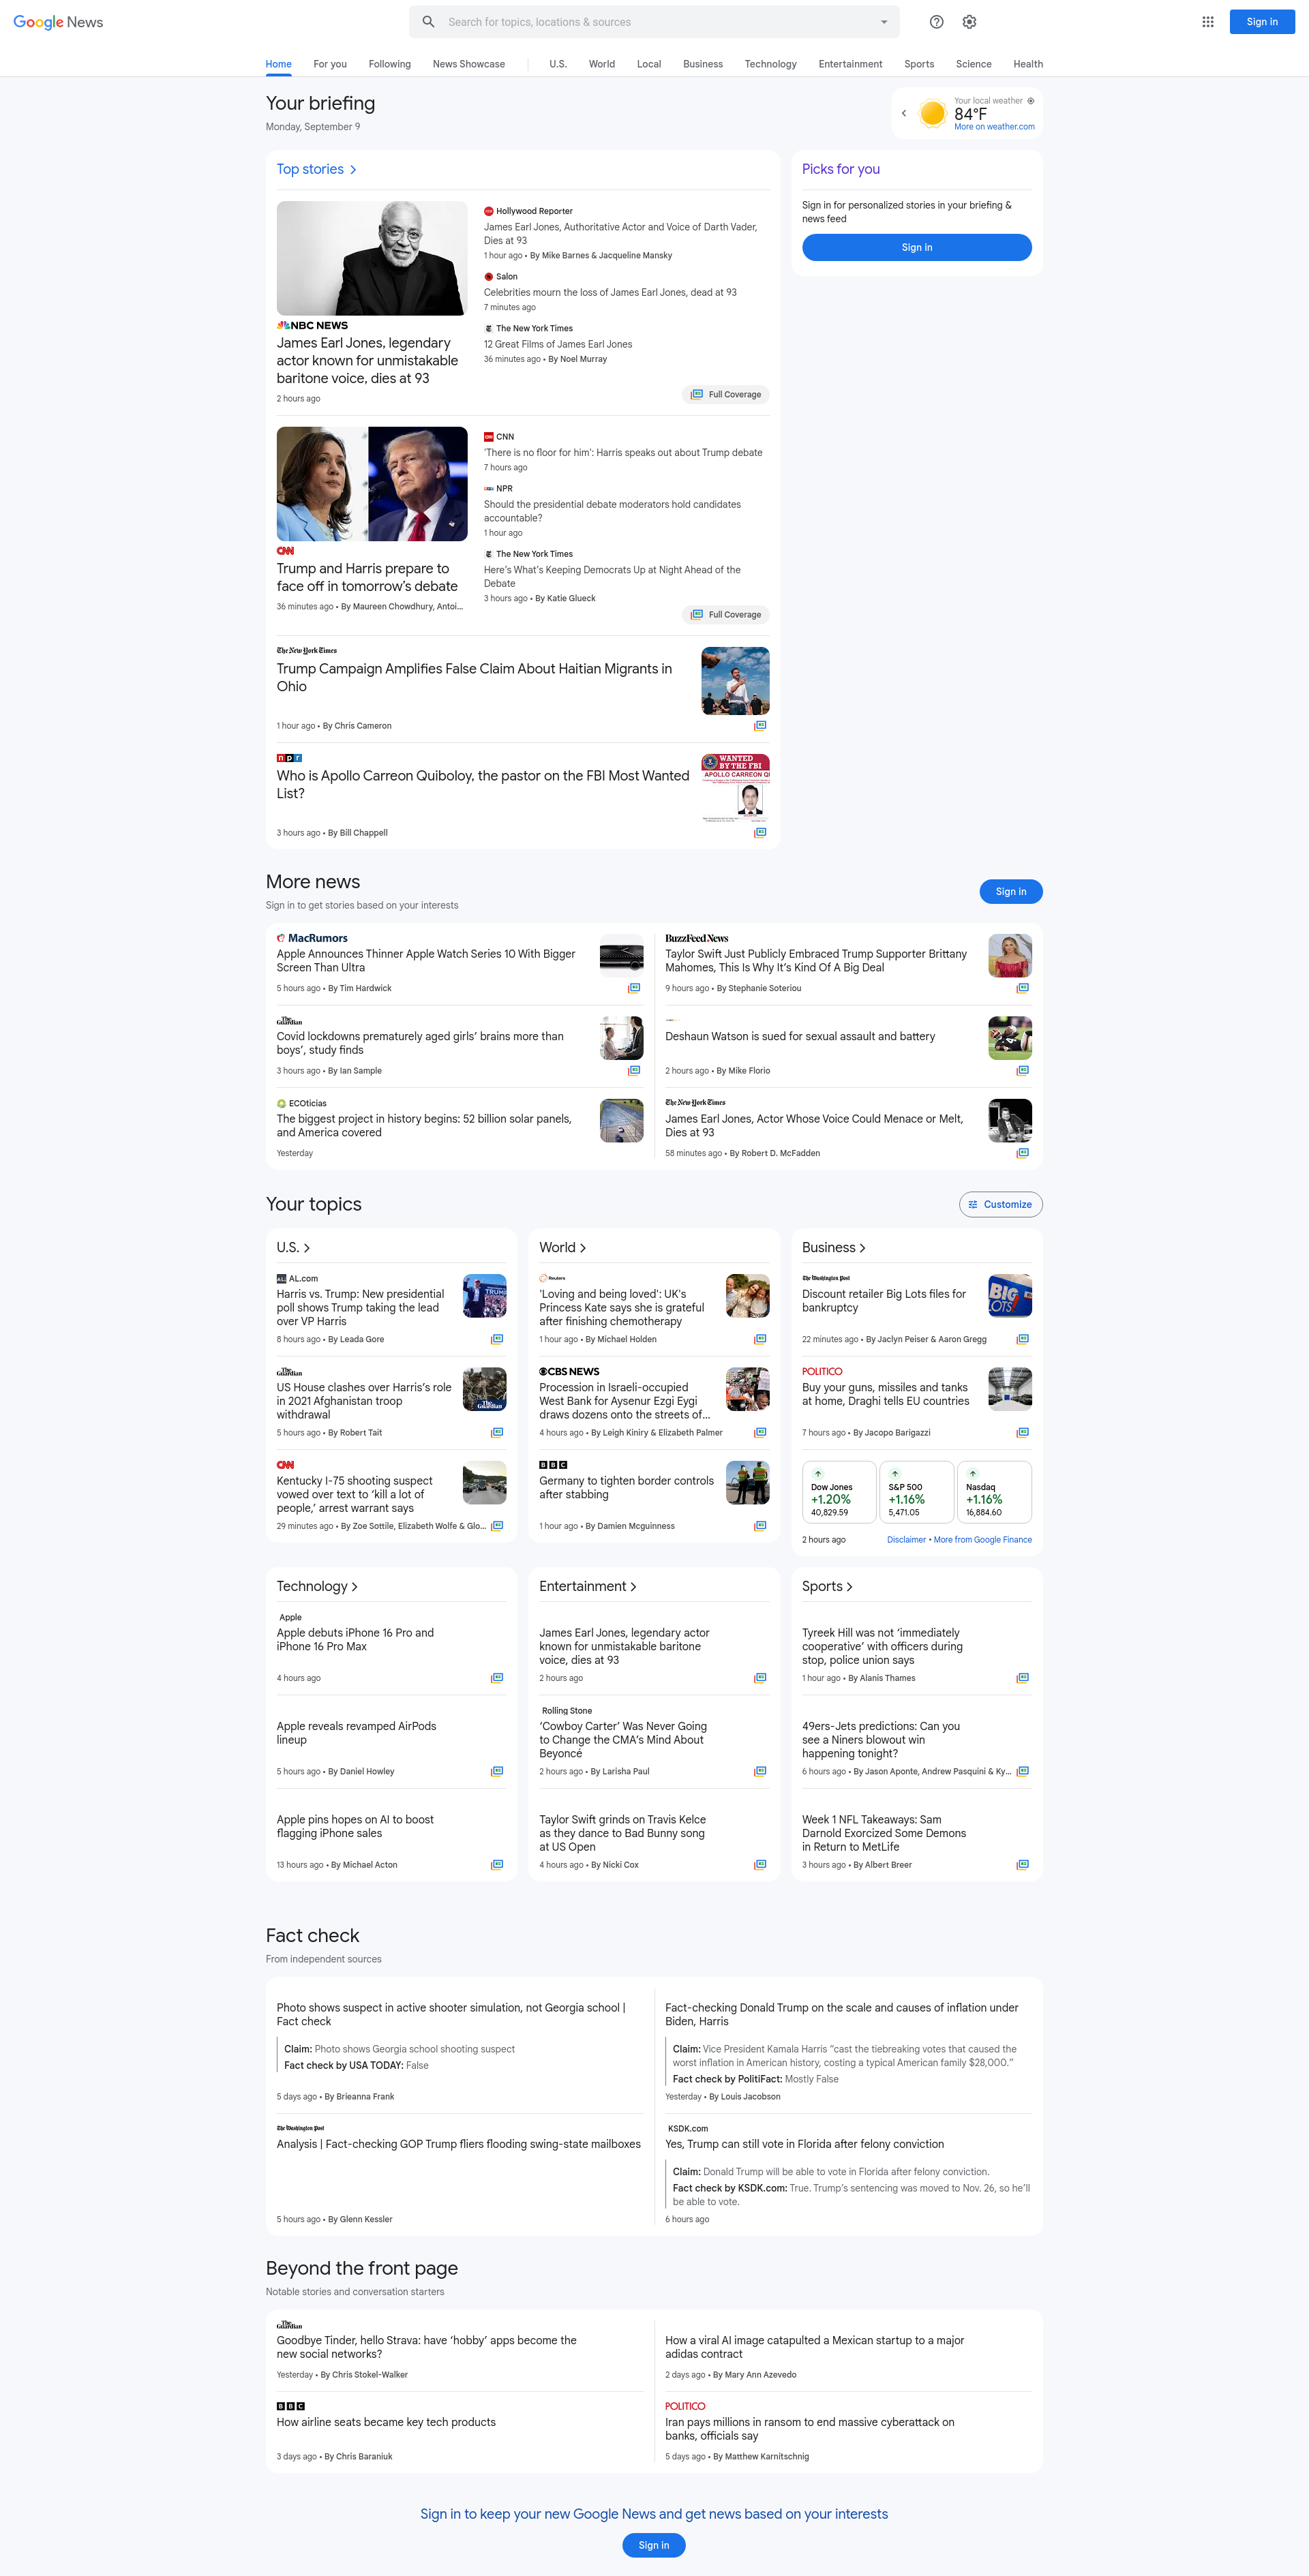 Google News
Search for topics, locations & sources
Sign in
Home
For you
Following
News Showcase
U.S.
World
Local
Business
Technology
Entertainment
Sports
Science
Health
Your briefing
Monday, September 9
Your local weather
84°F
More on weather.com
Top stories
NBC NEWS
James Earl Jones, legendary
actor known for unmistakable
baritone voice, dies at 93
2 hours ago
Hollywood Reporter
James Earl Jones, Authoritative Actor and Voice of Darth Vader,
Dies at 93
1 hour ago • By Mike Barnes & Jacqueline Mansky
Salon
Celebrities mourn the loss of James Earl Jones, dead at 93
7 minutes ago
The New York Times
12 Great Films of James Earl Jones
36 minutes ago • By Noel Murray
Full Coverage
Picks for you
Sign in for personalized stories in your briefing &
news feed
Sign in
CNN
Trump and Harris prepare to
face off in tomorrow’s debate
36 minutes ago • By Maureen Chowdhury, Antoi…
CNN
'There is no floor for him': Harris speaks out about Trump debate
7 hours ago
NPR
Should the presidential debate moderators hold candidates
accountable?
1 hour ago
The New York Times
Here’s What’s Keeping Democrats Up at Night Ahead of the
Debate
3 hours ago • By Katie Glueck
Full Coverage
The New York Times
Trump Campaign Amplifies False Claim About Haitian Migrants in
Ohio
1 hour ago • By Chris Cameron
npr
Who is Apollo Carreon Quiboloy, the pastor on the FBI Most Wanted
List?
3 hours ago • By Bill Chappell
WANTED
BY THE FBI
APOLLO CARREON QU
More news
Sign in to get stories based on your interests
Sign in
MacRumors
Apple Announces Thinner Apple Watch Series 10 With Bigger
Screen Than Ultra
5 hours ago • By Tim Hardwick
The Guardian
Covid lockdowns prematurely aged girls’ brains more than
boys’, study finds
3 hours ago • By Ian Sample
ECOticias
The biggest project in history begins: 52 billion solar panels,
and America covered
Yesterday
BuzzFeed News
Taylor Swift Just Publicly Embraced Trump Supporter Brittany
Mahomes, This Is Why It’s Kind Of A Big Deal
9 hours ago • By Stephanie Soteriou
Deshaun Watson is sued for sexual assault and battery
2 hours ago • By Mike Florio
The New York Times
James Earl Jones, Actor Whose Voice Could Menace or Melt,
Dies at 93
58 minutes ago • By Robert D. McFadden
Your topics
Customize
U.S.
AL.com
Harris vs. Trump: New presidential
poll shows Trump taking the lead
over VP Harris
8 hours ago • By Leada Gore
The Guardian
US House clashes over Harris’s role
in 2021 Afghanistan troop
withdrawal
5 hours ago • By Robert Tait
CNN
Kentucky I-75 shooting suspect
vowed over text to ‘kill a lot of
people,’ arrest warrant says
29 minutes ago • By Zoe Sottile, Elizabeth Wolfe & Glo…
World
Reuters
'Loving and being loved': UK's
Princess Kate says she is grateful
after finishing chemotherapy
1 hour ago • By Michael Holden
CBS NEWS
Procession in Israeli-occupied
West Bank for Aysenur Ezgi Eygi
draws dozens onto the streets of…
4 hours ago • By Leigh Kiniry & Elizabeth Palmer
BBC
Germany to tighten border controls
after stabbing
1 hour ago • By Damien Mcguinness
Business
The Washington Post
Discount retailer Big Lots files for
bankruptcy
BIG
LOTS!
22 minutes ago • By Jaclyn Peiser & Aaron Gregg
POLITICO
Buy your guns, missiles and tanks
at home, Draghi tells EU countries
7 hours ago • By Jacopo Barigazzi
Dow Jones
+1.20%
40,829.59
S&P 500
+1.16%
5,471.05
Nasdaq
+1.16%
16,884.60
2 hours ago
Disclaimer • More from Google Finance
Technology
Apple
Apple debuts iPhone 16 Pro and
iPhone 16 Pro Max
4 hours ago
Apple reveals revamped AirPods
lineup
5 hours ago • By Daniel Howley
Apple pins hopes on AI to boost
flagging iPhone sales
13 hours ago • By Michael Acton
Entertainment
James Earl Jones, legendary actor
known for unmistakable baritone
voice, dies at 93
2 hours ago
Rolling Stone
‘Cowboy Carter’ Was Never Going
to Change the CMA’s Mind About
Beyoncé
2 hours ago • By Larisha Paul
Taylor Swift grinds on Travis Kelce
as they dance to Bad Bunny song
at US Open
4 hours ago • By Nicki Cox
Sports
Tyreek Hill was not ‘immediately
cooperative’ with officers during
stop, police union says
1 hour ago • By Alanis Thames
49ers-Jets predictions: Can you
see a Niners blowout win
happening tonight?
6 hours ago • By Jason Aponte, Andrew Pasquini & Ky…
Week 1 NFL Takeaways: Sam
Darnold Exorcized Some Demons
in Return to MetLife
3 hours ago • By Albert Breer
Fact check
From independent sources
Photo shows suspect in active shooter simulation, not Georgia school |
Fact check
Claim: Photo shows Georgia school shooting suspect
Fact check by USA TODAY: False
5 days ago • By Brieanna Frank
The Washington Post
Analysis | Fact-checking GOP Trump fliers flooding swing-state mailboxes
5 hours ago • By Glenn Kessler
Fact-checking Donald Trump on the scale and causes of inflation under
Biden, Harris
Claim: Vice President Kamala Harris “cast the tiebreaking votes that caused the
worst inflation in American history, costing a typical American family $28,000.”
Fact check by PolitiFact: Mostly False
Yesterday • By Louis Jacobson
KSDK.com
Yes, Trump can still vote in Florida after felony conviction
Claim: Donald Trump will be able to vote in Florida after felony conviction.
Fact check by KSDK.com: True. Trump’s sentencing was moved to Nov. 26, so he’ll
be able to vote.
6 hours ago
Beyond the front page
Notable stories and conversation starters
The Guardian
Goodbye Tinder, hello Strava: have ‘hobby’ apps become the
new social networks?
Yesterday • By Chris Stokel-Walker
BBC
How airline seats became key tech products
3 days ago • By Chris Baraniuk
How a viral AI image catapulted a Mexican startup to a major
adidas contract
2 days ago • By Mary Ann Azevedo
POLITICO
Iran pays millions in ransom to end massive cyberattack on
banks, officials say
5 days ago • By Matthew Karnitschnig
Sign in to keep your new Google News and get news based on your interests
Sign in